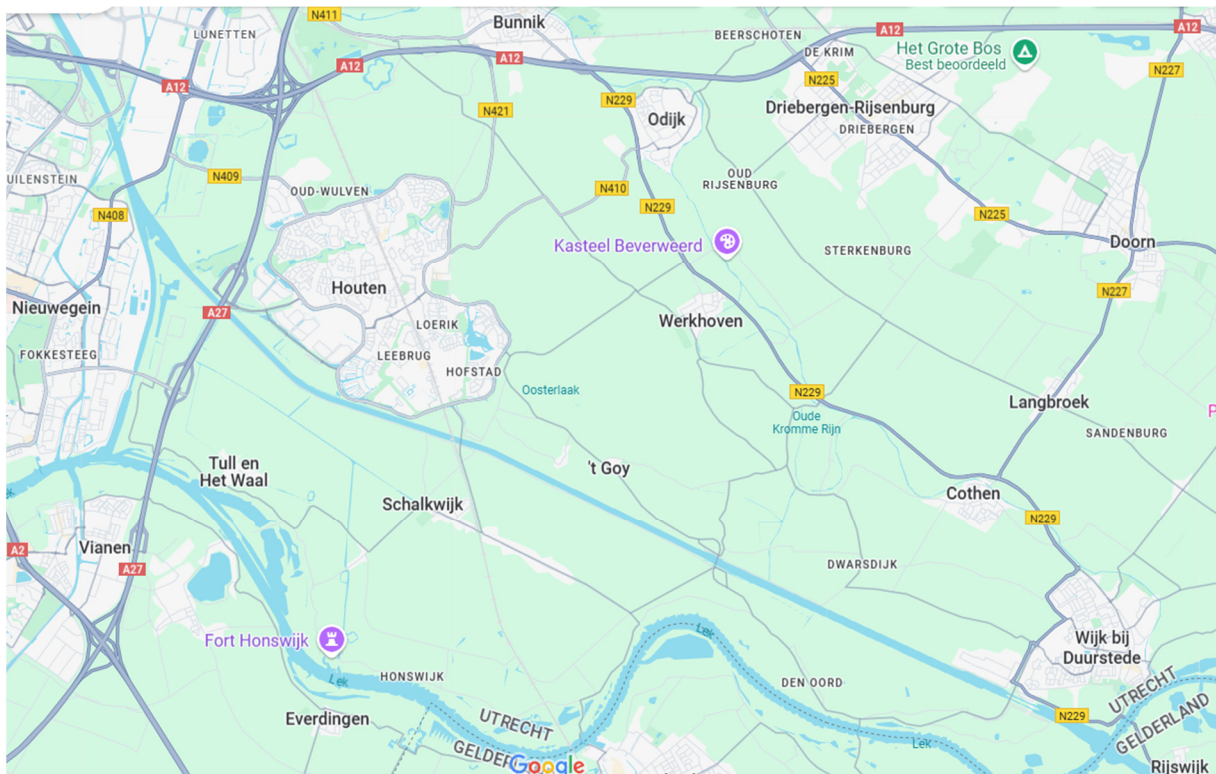 N411
Bunnik
LUNETTEN
A12
BEERSCHOTEN
A12
A12
A12
DE KRIM
Het Grote Bos
Best beoordeeld
N227
A12
N225
N229
N421
Odijk
Driebergen-Rijsenburg
DRIEBERGEN
UILENSTEIN
N409
OUD-WULVEN
N410
OUD
RIJSENBURG
N408
N229
N225
Kasteel Beverweerd
STERKENBURG
Doorn
Houten
N227
Nieuwegein
A27
LOERIK
Werkhoven
FOKKESTEEG
LEEBRUG
HOFSTAD
Oosterlaak
N229
Langbroek
P
Oude
Kromme Rijn
SANDENBURG
Tull en
Het Waal
't Goy
Lek
Schalkwijk
Cothen
N229
A2
Vianen
A27
DWARSDIJK
Fort Honswijk
Lek
Wijk bij
Duurstede
Lek
HONSWIJK
DEN OORD
UTRECHT
Everdingen
UTRECHT
N229
GELDERLAND
GELDER
Lek
Google
Rijswijk